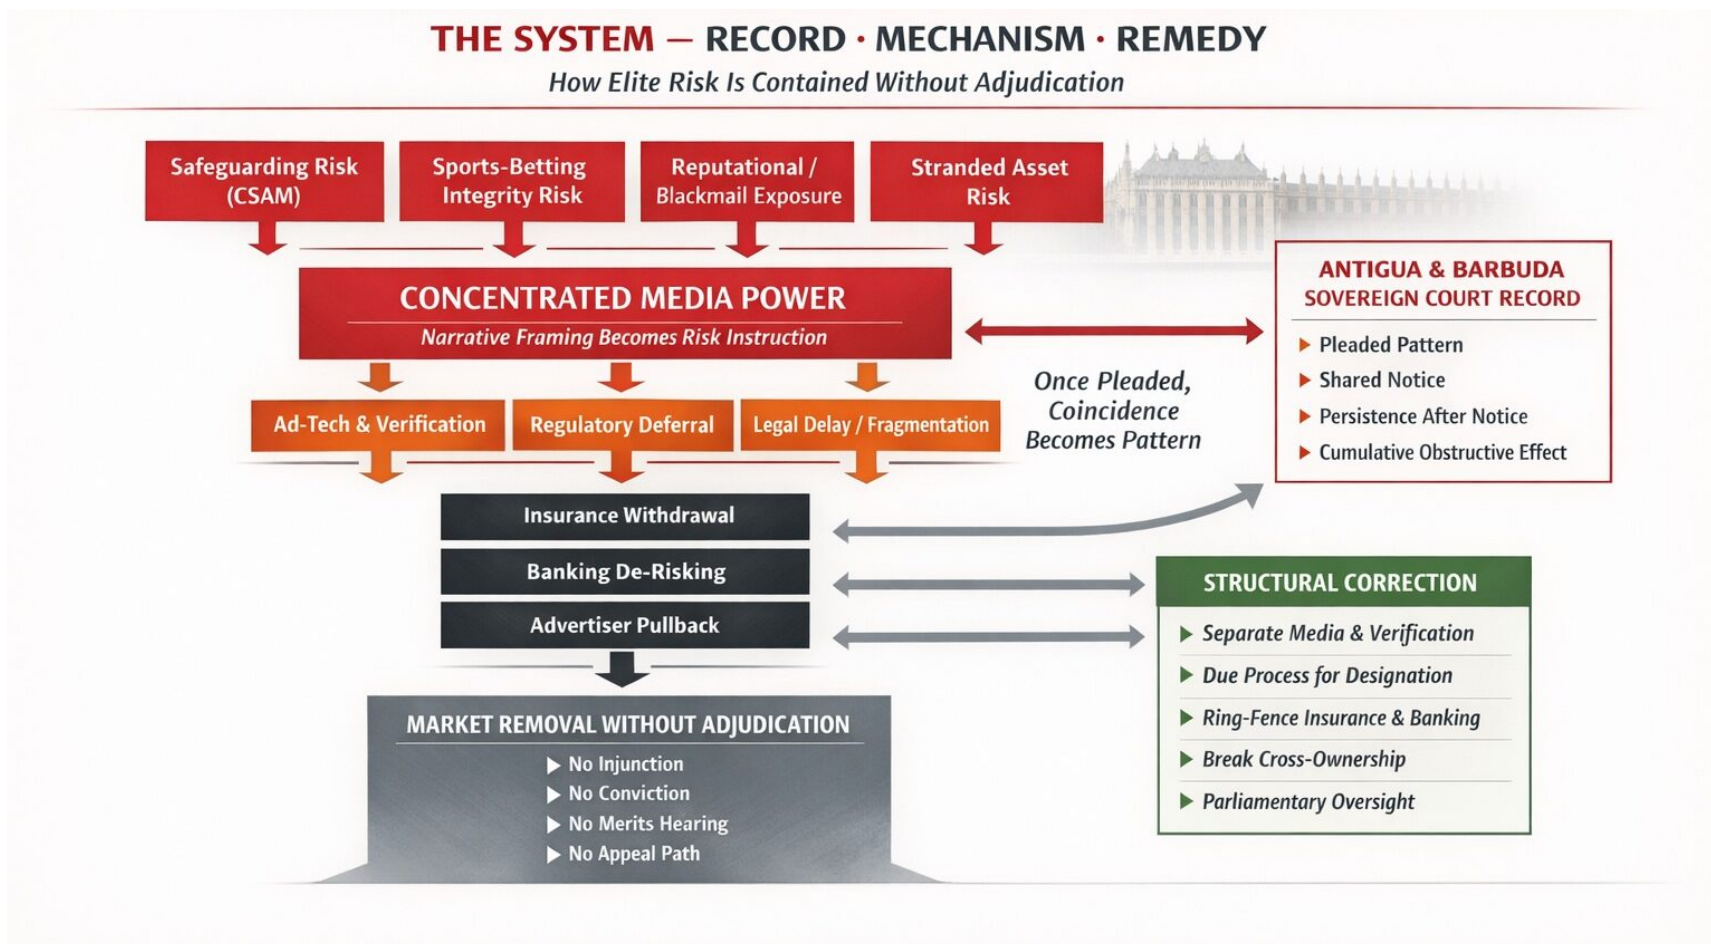 THE SYSTEM — RECORD · MECHANISM · REMEDY
How Elite Risk Is Contained Without Adjudication
Safeguarding Risk
(CSAM)
Sports-Betting
Integrity Risk
Reputational /
Blackmail Exposure
Stranded Asset
Risk
CONCENTRATED MEDIA POWER
Narrative Framing Becomes Risk Instruction
Ad-Tech & Verification
Regulatory Deferral
Legal Delay / Fragmentation
Once Pleaded,
Coincidence
Becomes Pattern
ANTIGUA & BARBUDA
SOVEREIGN COURT RECORD
Pleaded Pattern
Shared Notice
Persistence After Notice
Cumulative Obstructive Effect
Insurance Withdrawal
Banking De-Risking
Advertiser Pullback
STRUCTURAL CORRECTION
Separate Media & Verification
Due Process for Designation
Ring-Fence Insurance & Banking
Break Cross-Ownership
Parliamentary Oversight
MARKET REMOVAL WITHOUT ADJUDICATION
No Injunction
No Conviction
No Merits Hearing
No Appeal Path